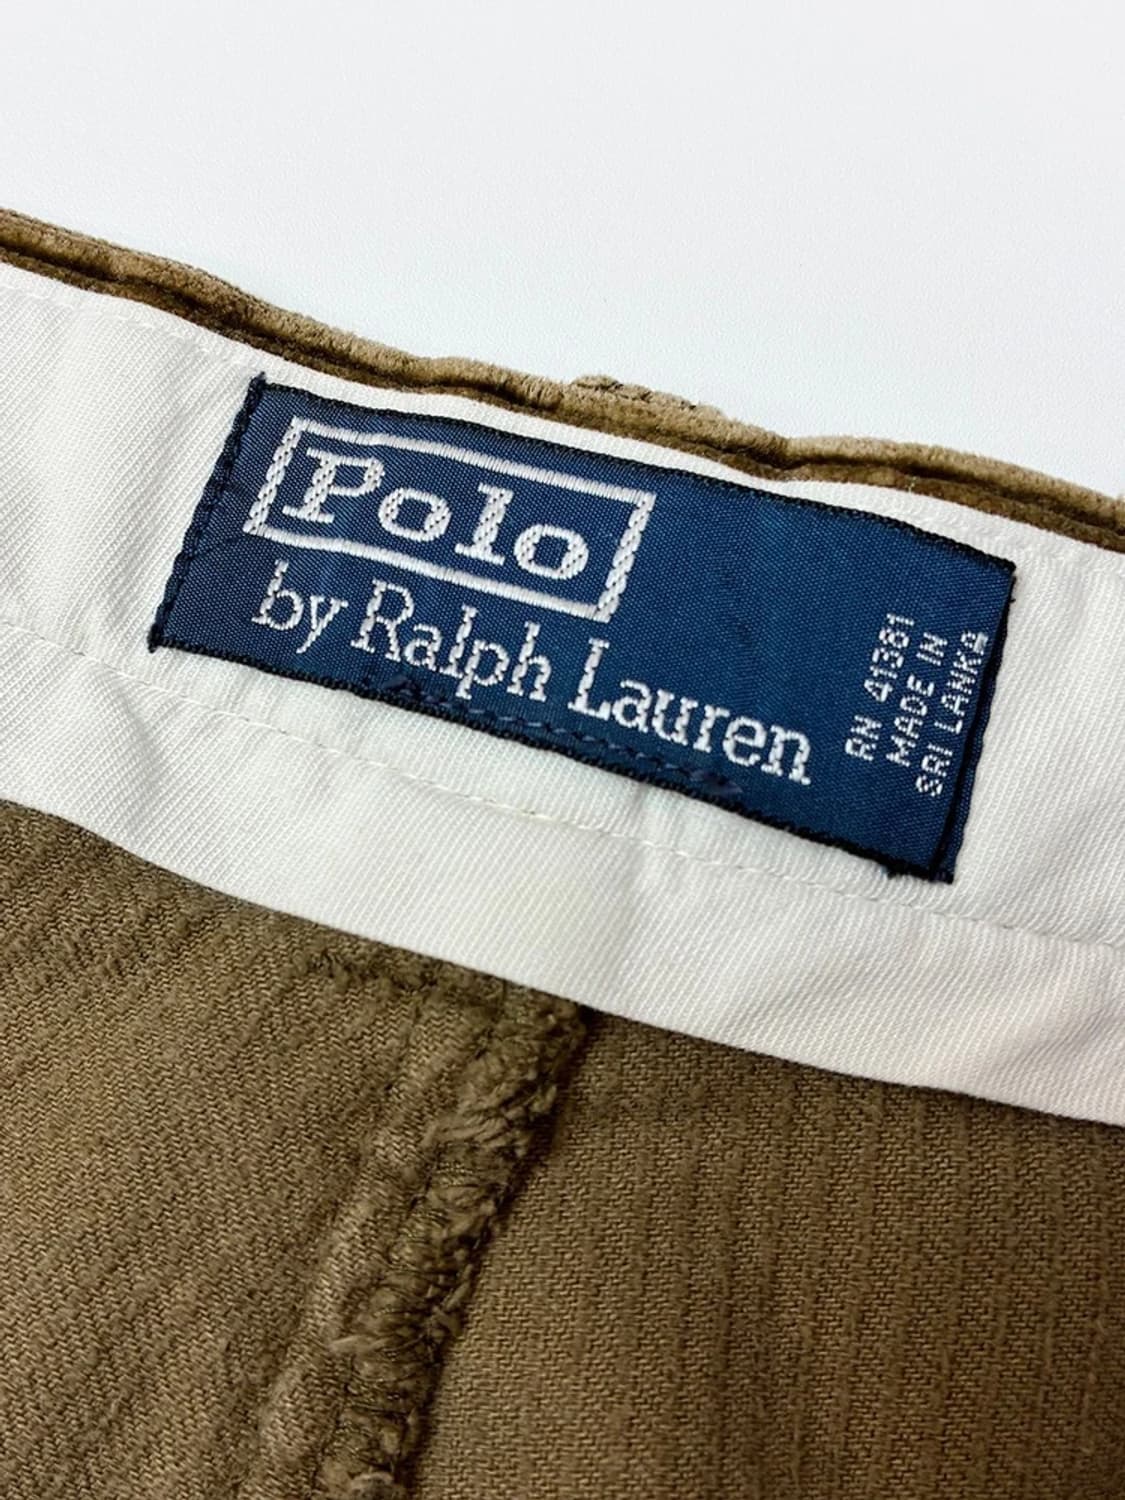 Polo
by Ralph Lauren
RN 41381
MADE IN
SRI LANKA